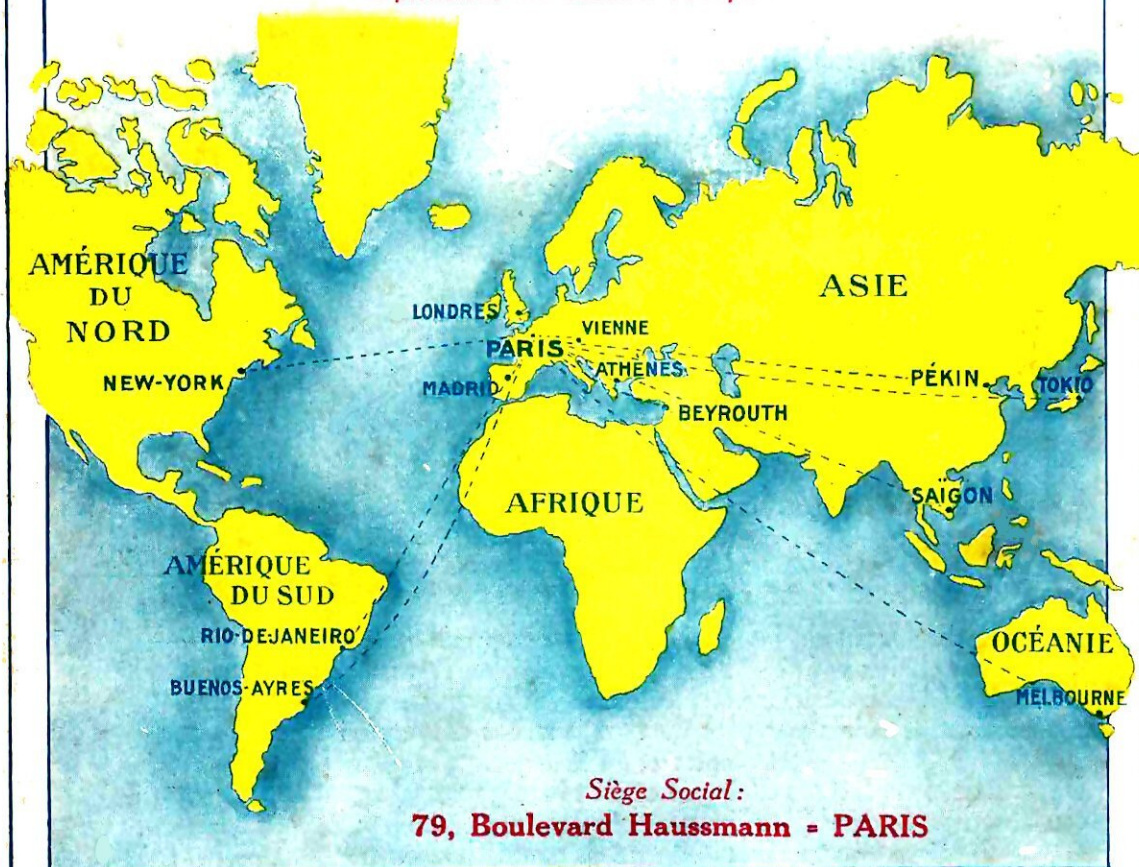 AMÉRIQUE
DU
NORD
ASIE
LONDRES
VIENNE
PARIS
NEW-YORK
MADRID
ATHÈNES
PÉKIN
TOKIO
BEYROUTH
AFRIQUE
SAÏGON
AMÉRIQUE
DU SUD
RIO-DE-JANEIRO
OCÉANIE
BUENOS-AYRES
MELBOURNE
Siège Social:
79, Boulevard Haussmann = PARIS